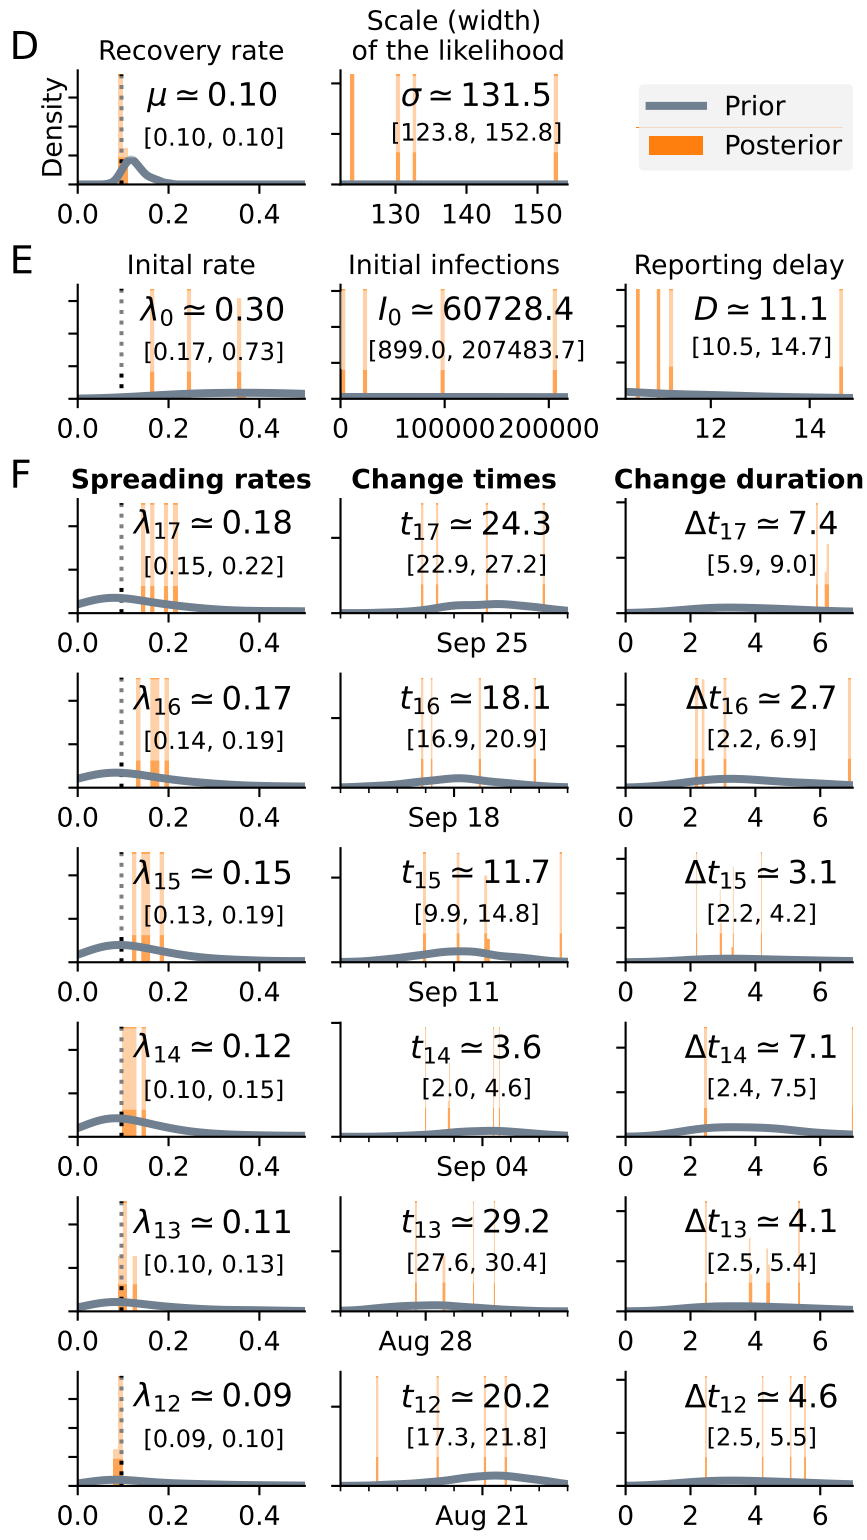 D
Recovery rate
Scale (width)
of the likelihood
Density
μ ≃ 0.10
[0.10, 0.10]
0.0 0.2 0.4
σ ≃ 131.5
[123.8, 152.8]
130 140 150
Prior
Posterior
E
Inital rate
Initial infections
Reporting delay
λ0 ≃ 0.30
[0.17, 0.73]
0.0 0.2 0.4
I0 ≃ 60728.4
[899.0, 207483.7]
0 100000 200000
D ≃ 11.1
[10.5, 14.7]
12 14
F
Spreading rates
Change times
Change duration
λ17 ≃ 0.18
[0.15, 0.22]
0.0 0.2 0.4
t17 ≃ 24.3
[22.9, 27.2]
Sep 25
Δt17 ≃ 7.4
[5.9, 9.0]
0 2 4 6
λ16 ≃ 0.17
[0.14, 0.19]
0.0 0.2 0.4
t16 ≃ 18.1
[16.9, 20.9]
Sep 18
Δt16 ≃ 2.7
[2.2, 6.9]
0 2 4 6
λ15 ≃ 0.15
[0.13, 0.19]
0.0 0.2 0.4
t15 ≃ 11.7
[9.9, 14.8]
Sep 11
Δt15 ≃ 3.1
[2.2, 4.2]
0 2 4 6
λ14 ≃ 0.12
[0.10, 0.15]
0.0 0.2 0.4
t14 ≃ 3.6
[2.0, 4.6]
Sep 04
Δt14 ≃ 7.1
[2.4, 7.5]
0 2 4 6
λ13 ≃ 0.11
[0.10, 0.13]
0.0 0.2 0.4
t13 ≃ 29.2
[27.6, 30.4]
Aug 28
Δt13 ≃ 4.1
[2.5, 5.4]
0 2 4 6
λ12 ≃ 0.09
[0.09, 0.10]
0.0 0.2 0.4
t12 ≃ 20.2
[17.3, 21.8]
Aug 21
Δt12 ≃ 4.6
[2.5, 5.5]
0 2 4 6